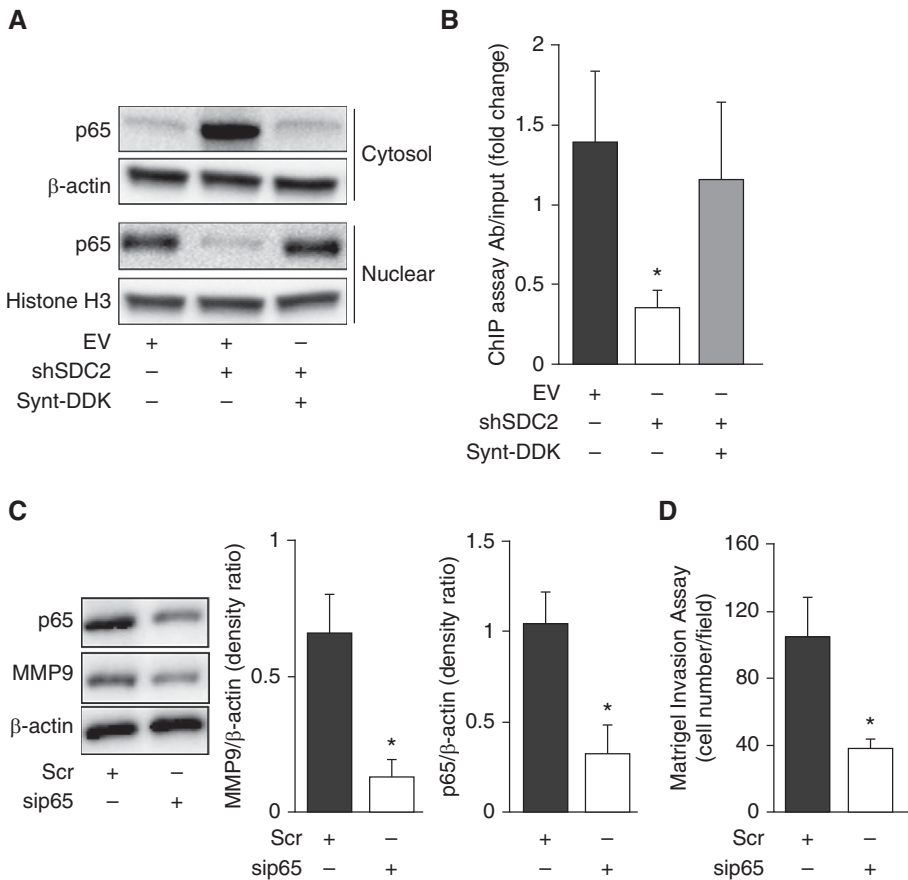 A
p65
β-actin
Cytosol
p65
Histone H3
Nuclear
EV + + –
shSDC2 – + +
Synt-DDK – – +
B
ChIP assay Ab/input (fold change)
2
1.5
1
0.5
0
*
EV + – –
shSDC2 – + +
Synt-DDK – – +
C
p65
MMP9
β-actin
Scr + –
sip65 – +
MMP9/β-actin (density ratio)
1
0.5
0
*
p65/β-actin (density ratio)
1.5
1
0.5
0
*
Scr + – + –
sip65 – + – +
D
Matrigel Invasion Assay
(cell number/field)
160
120
80
40
0
*
Scr + –
sip65 – +